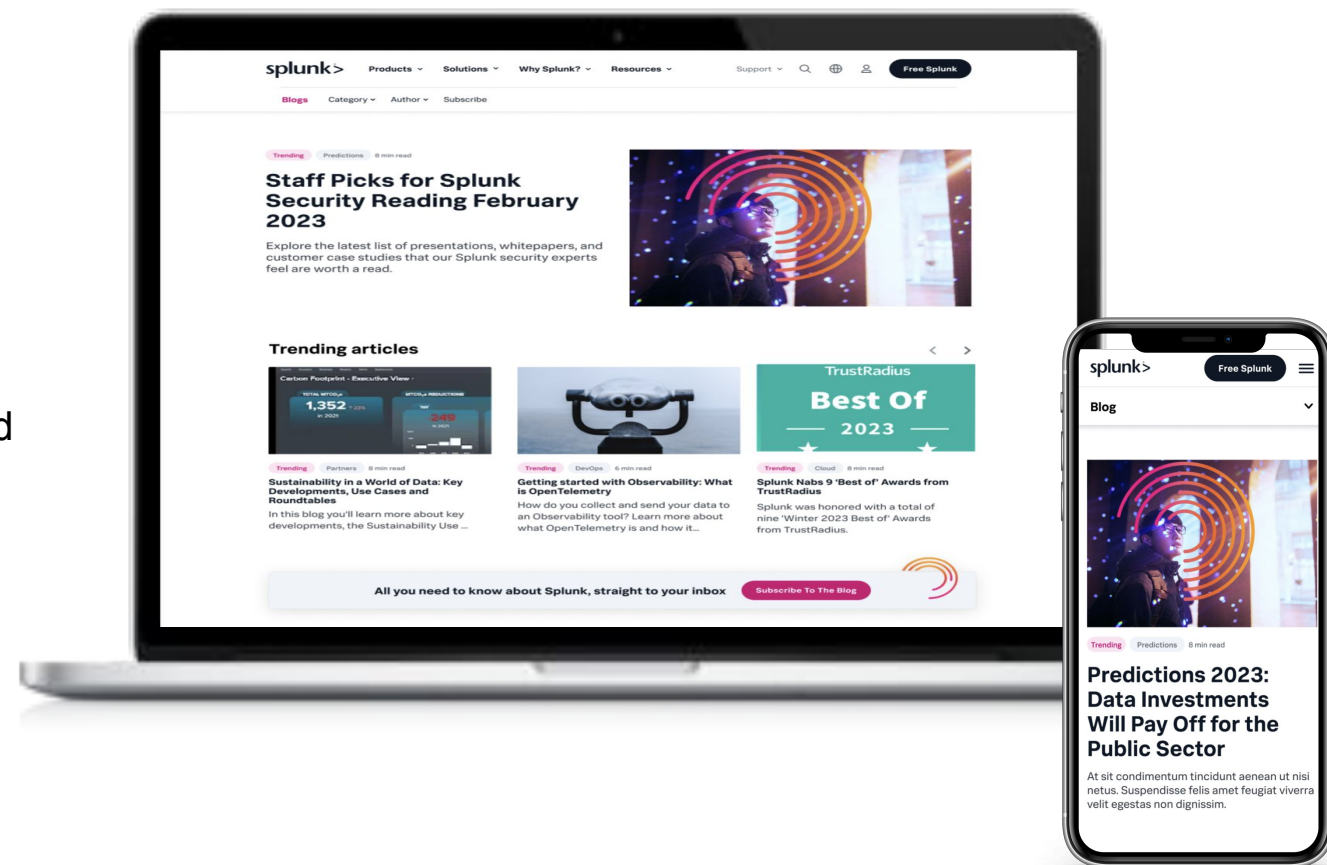 splunk>
Products
Solutions
Why Splunk?
Resources
Support
Free Splunk
Blogs
Category
Author
Subscribe
Trending
Predictions
8 min read
Staff Picks for Splunk
Security Reading February
2023
Explore the latest list of presentations, whitepapers, and
customer case studies that our Splunk security experts
feel are worth a read.
Trending articles
< >
Carbon Footprint - Executive View
TOTAL MTCO₂e
1,352
22%
in 2021
MTCO₂e REDUCTIONS
249
in 2021
Trending
Partners
8 min read
Sustainability in a World of Data: Key
Developments, Use Cases and
Roundtables
In this blog you'll learn more about key
developments, the Sustainability Use ...
Trending
DevOps
6 min read
Getting started with Observability: What
is OpenTelemetry
How do you collect and send your data to
an Observability tool? Learn more about
what OpenTelemetry is and how it...
TrustRadius
Best Of
2023
Trending
Cloud
8 min read
Splunk Nabs 9 ‘Best of’ Awards from
TrustRadius
Splunk was honored with a total of
nine 'Winter 2023 Best of' Awards
from TrustRadius.
All you need to know about Splunk, straight to your inbox
Subscribe To The Blog
splunk>
Free Splunk
Blog
Trending
Predictions
8 min read
Predictions 2023:
Data Investments
Will Pay Off for the
Public Sector
At sit condimentum tincidunt aenean ut nisi
netus. Suspendisse felis amet feugiat viverra
velit egestas non dignissim.